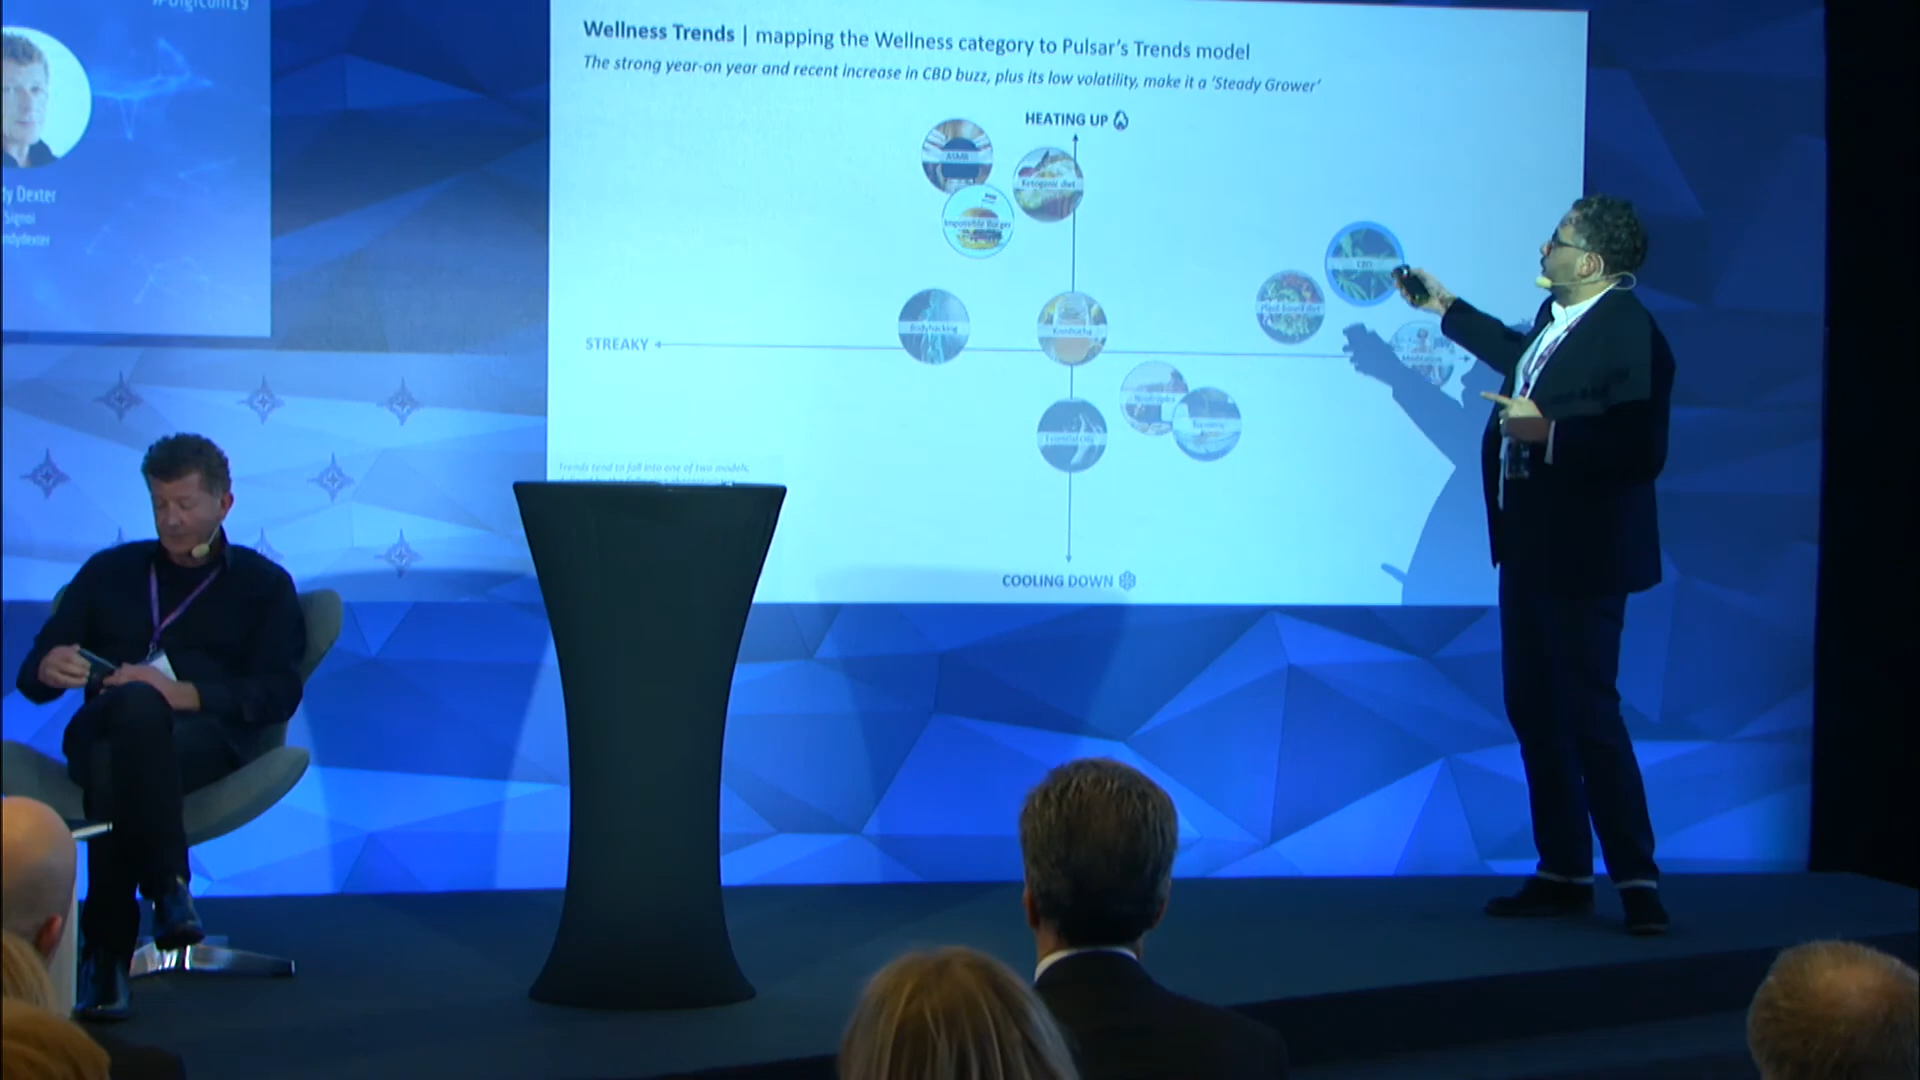 #Digicom19
dy Dexter
Signoi
ndydexter
Wellness Trends | mapping the Wellness category to Pulsar's Trends model
The strong year-on year and recent increase in CBD buzz, plus its low volatility, make it a 'Steady Grower'
HEATING UP
ASMR
Ketogenic diet
Impossible Burger
CBD
Plant based diet
Bodyhacking
Kombucha
STREAKY
Meditation
Nootropics
Essential Oils
Trends tend to fall into one of two models,
COOLING DOWN